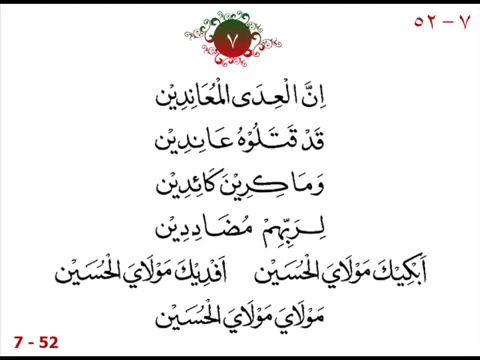 ٥٢ - ٧
٧
اِنَّ الْعِدَى الْمُعَانِدِيْن
قَدْ قَتَلُوْهُ عَانِدِيْن
وَمَاكِرِيْنَ كَائِدِيْن
لِرَبِّهِمْ مُضَادِدِيْن
اَبْكِيْكَ مَوْلَايَ الْحُسَيْن اَفْدِيْكَ مَوْلَايَ الْحُسَيْن
مَوْلَايَ مَوْلَايَ الْحُسَيْن
7 - 52